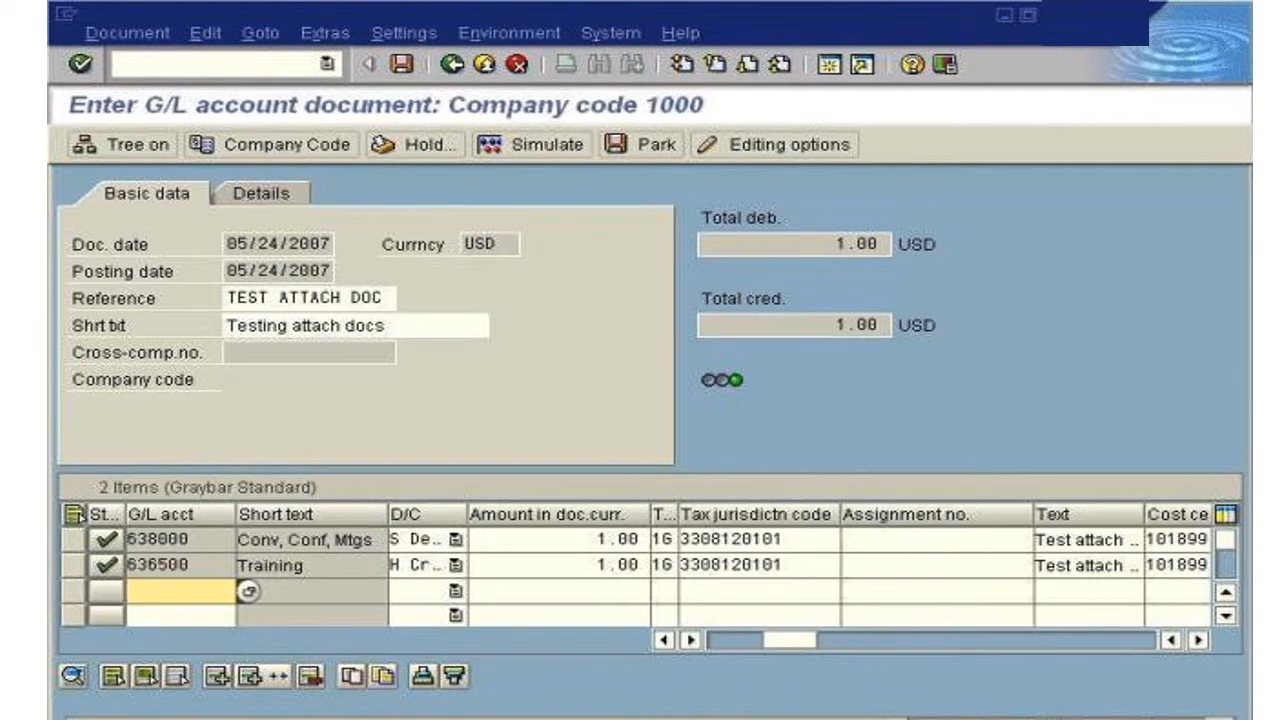 Document Edit Goto Extras Settings Environment System Help
Enter G/L account document: Company code 1000
Tree on Company Code Hold... Simulate Park Editing options
Basic data Details
Doc. date 05/24/2007 Currncy USD
Posting date 05/24/2007
Reference TEST ATTACH DOC
Shrt txt Testing attach docs
Cross-comp.no.
Company code
Total deb.
1.00 USD
Total cred.
1.00 USD
2 Items (Graybar Standard)
St... G/L acct Short text D/C Amount in doc.curr. T... Tax jurisdictn code Assignment no. Text Cost ce
638000 Conv, Conf, Mtgs S De.. 1.00 1G 3308120101 Test attach .. 101899
636500 Training H Cr.. 1.00 1G 3308120101 Test attach .. 101899